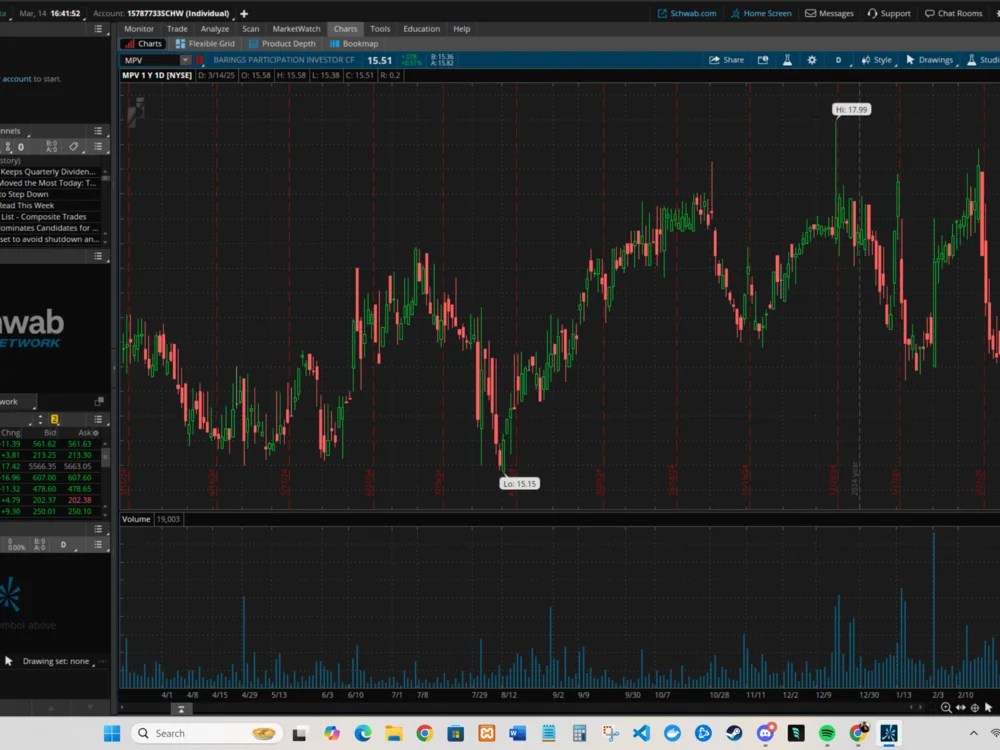 Mar, 14 16:41:52 Account: 15787733SCHW (Individual)
Schwab.com Home Screen Messages Support Chat Rooms
Monitor Trade Analyze Scan MarketWatch Charts Tools Education Help
Charts Flexible Grid Product Depth Bookmap
MPV BARINGS PARTICIPATION INVESTOR CF 15.51 B: 15.36 A: 15.82
Share D Style Drawings Studi
MPV 1 Y 1D [NYSE] D: 3/14/25 O: 15.58 H: 15.58 L: 15.38 C: 15.51 R: 0.2
account to start.
nnels
0 B: 0 A: 0
story)
Keeps Quarterly Dividen...
Moved the Most Today: T...
to Step Down
Read This Week
List - Composite Trades
ominates Candidates for ...
set to avoid shutdown an...
hwab
ETWORK
work
2
Chng Bid Ask
11.39 561.62 561.63
+3.81 213.25 213.30
17.42 5566.35 5663.05
16.96 607.00 607.60
11.32 478.60 478.65
+4.79 202.37 202.38
+9.30 250.01 250.10
0 0.00% B: 0 A: 0 D
mbol above
Drawing set: none
Hi: 17.99
Lo: 15.15
2024 year
Volume 19,003
4/1 4/8 4/15 4/29 5/13 6/3 6/10 7/1 7/8 7/29 8/12 9/2 9/9 9/30 10/7 10/28 11/11 12/2 12/9 12/30 1/13 2/3 2/10
Search